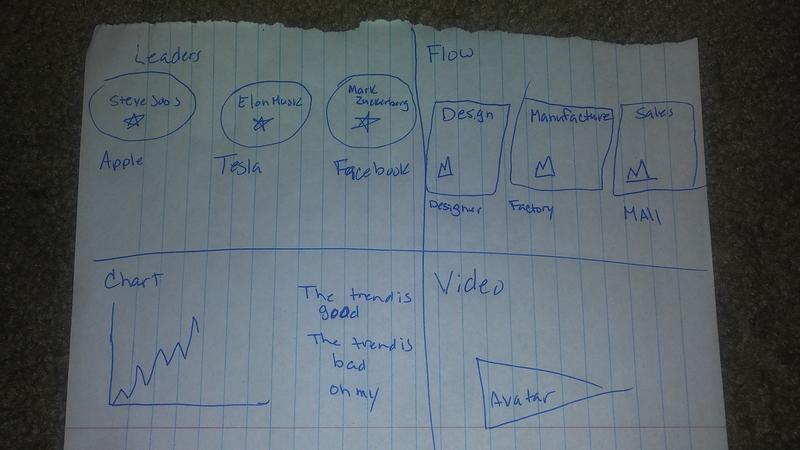 Leaders
Steve Jobs
Elon Musk
Mark
Zuckerberg
Apple
Tesla
Facebook
Flow
Design
Manufacture
Sales
Designer
Factory
MAll
Chart
The trend is
good
The trend is
bad
oh my
Video
Avatar